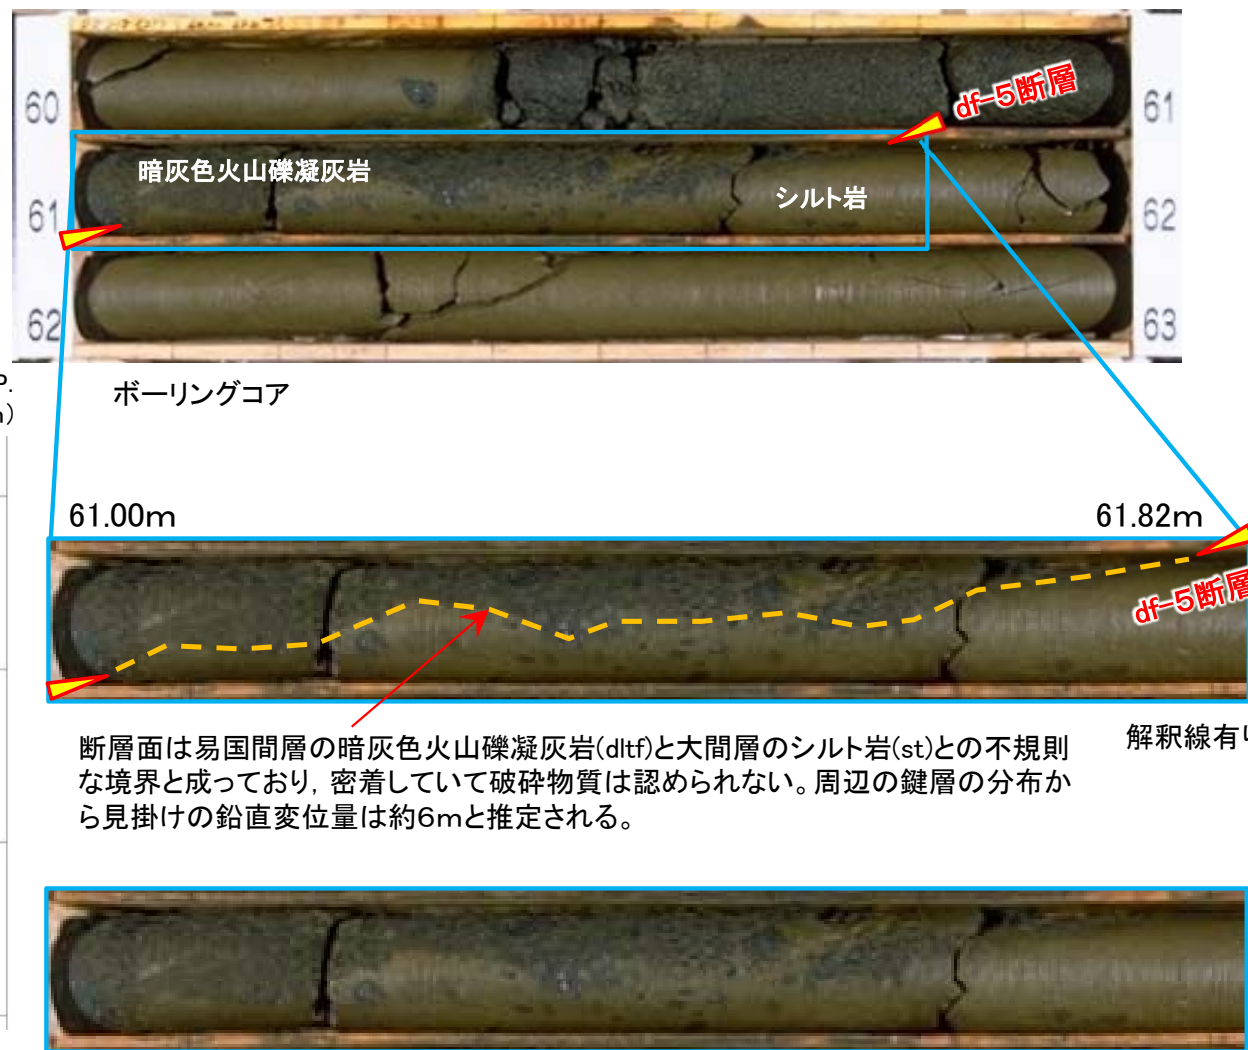 60
df-5断層
61
暗灰色火山礫凝灰岩
61
シルト岩
62
62
63
P.
)
ボーリングコア
61.00m
61.82m
df-5断層
断層面は易国間層の暗灰色火山礫凝灰岩(dltf)と大間層のシルト岩(st)との不規則
な境界と成っており，密着していて破砕物質は認められない。周辺の鍵層の分布か
ら見掛けの鉛直変位量は約6mと推定される。
解釈線有り